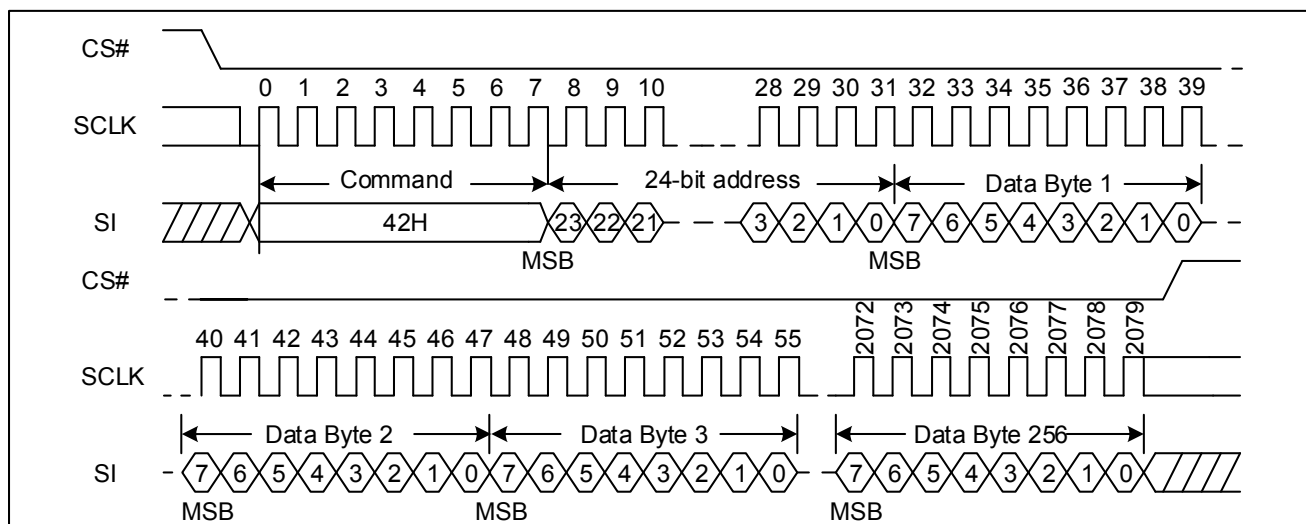 CS#
0 1 2 3 4 5 6 7 8 9 10 28 29 30 31 32 33 34 35 36 37 38 39
SCLK
Command 24-bit address Data Byte 1
SI 42H 23 22 21 3 2 1 0 7 6 5 4 3 2 1 0
MSB MSB
CS#
40 41 42 43 44 45 46 47 48 49 50 51 52 53 54 55 2072 2073 2074 2075 2076 2077 2078 2079
SCLK
Data Byte 2 Data Byte 3 Data Byte 256
SI 7 6 5 4 3 2 1 0 7 6 5 4 3 2 1 0 7 6 5 4 3 2 1 0
MSB MSB MSB